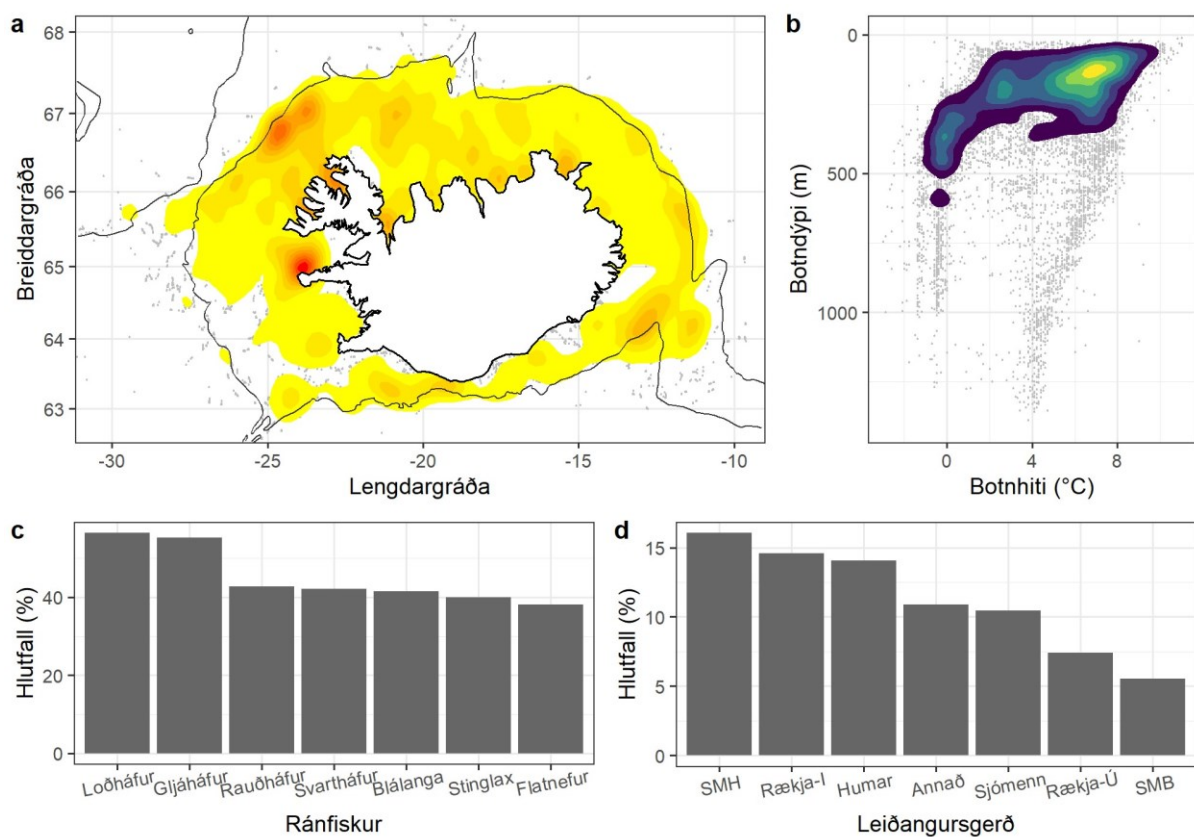 a
68
67
66
65
64
63
Breiddargráða
-30
-25
-20
-15
-10
Lengdargráða
b
0
500
1000
Botndýpi (m)
0
4
8
Botnhiti (°C)
c
40
20
0
Hlutfall (%)
Loðháfur
Gljáháfur
Rauðháfur
Svartháfur
Blálanga
Stinglax
Flatnefur
Ránfiskur
d
15
10
5
0
Hlutfall (%)
SMH
Rækja-I
Humar
Annað
Sjómenn
Rækja-Ú
SMB
Leiðangursgerð